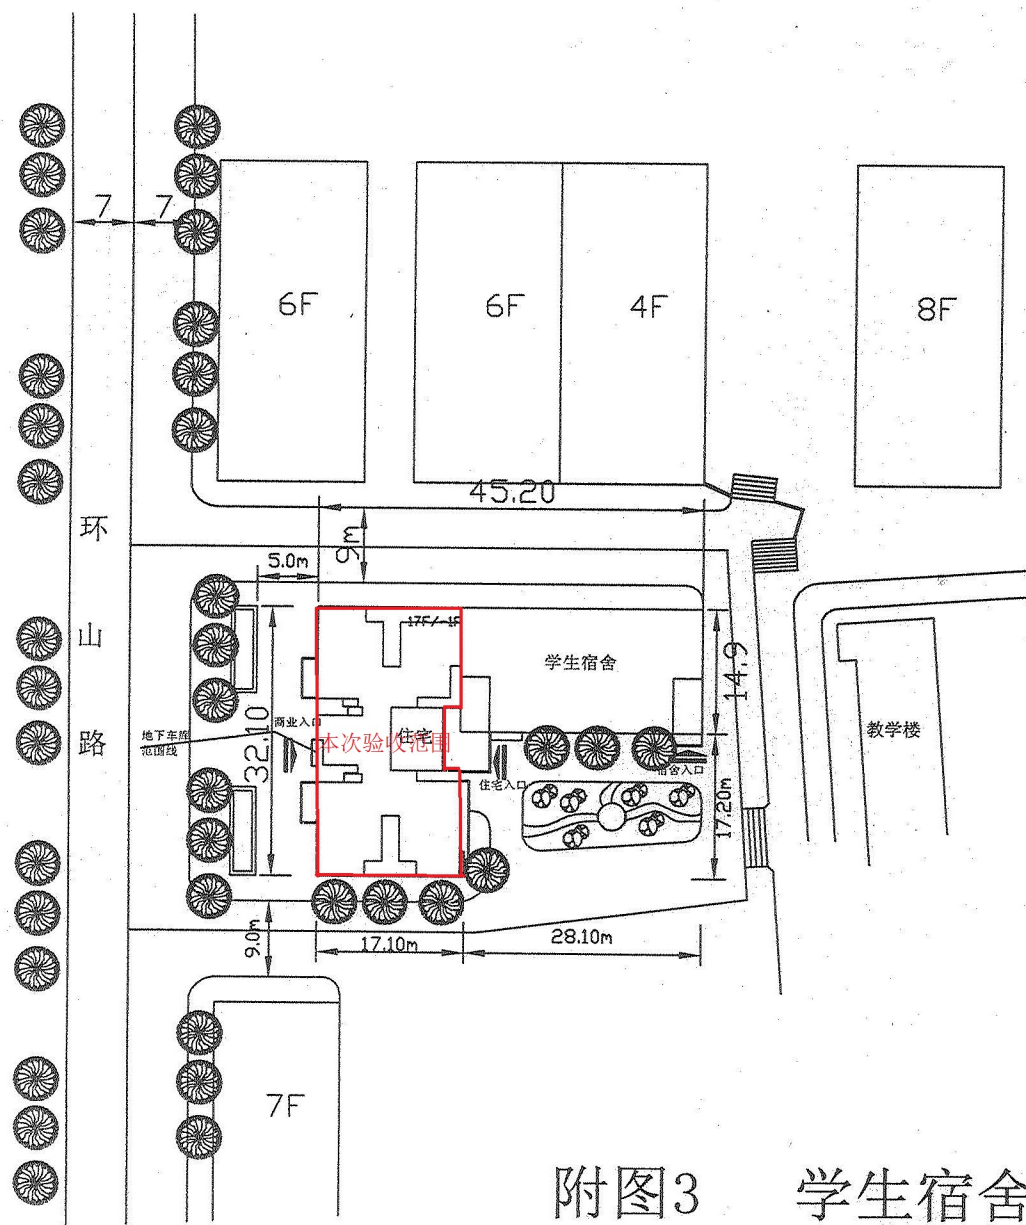 7 7
6F 6F 4F 8F
45.20
环
山
路
9m
5.0m
17F/-1F
学生宿舍
14.9
32.10
商业入口
地下车库
范围线
住宅
本次验收范围
教学楼
住宅入口
宿舍入口
17.20m
9.0m
17.10m
28.10m
7F
附图3 学生宿舍